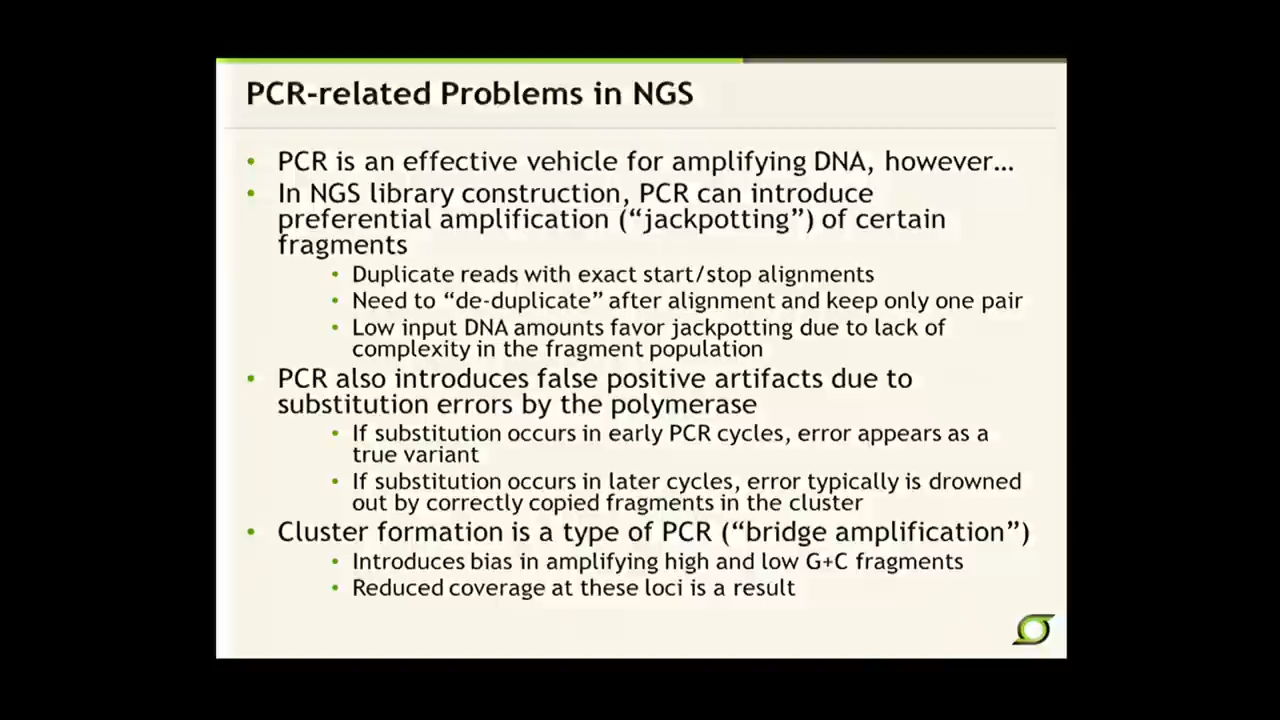 PCR-related Problems in NGS
• PCR is an effective vehicle for amplifying DNA, however…
• In NGS library construction, PCR can introduce
preferential amplification (“jackpotting”) of certain
fragments
• Duplicate reads with exact start/stop alignments
• Need to “de-duplicate” after alignment and keep only one pair
• Low input DNA amounts favor jackpotting due to lack of
complexity in the fragment population
• PCR also introduces false positive artifacts due to
substitution errors by the polymerase
• If substitution occurs in early PCR cycles, error appears as a
true variant
• If substitution occurs in later cycles, error typically is drowned
out by correctly copied fragments in the cluster
• Cluster formation is a type of PCR (“bridge amplification”)
• Introduces bias in amplifying high and low G+C fragments
• Reduced coverage at these loci is a result